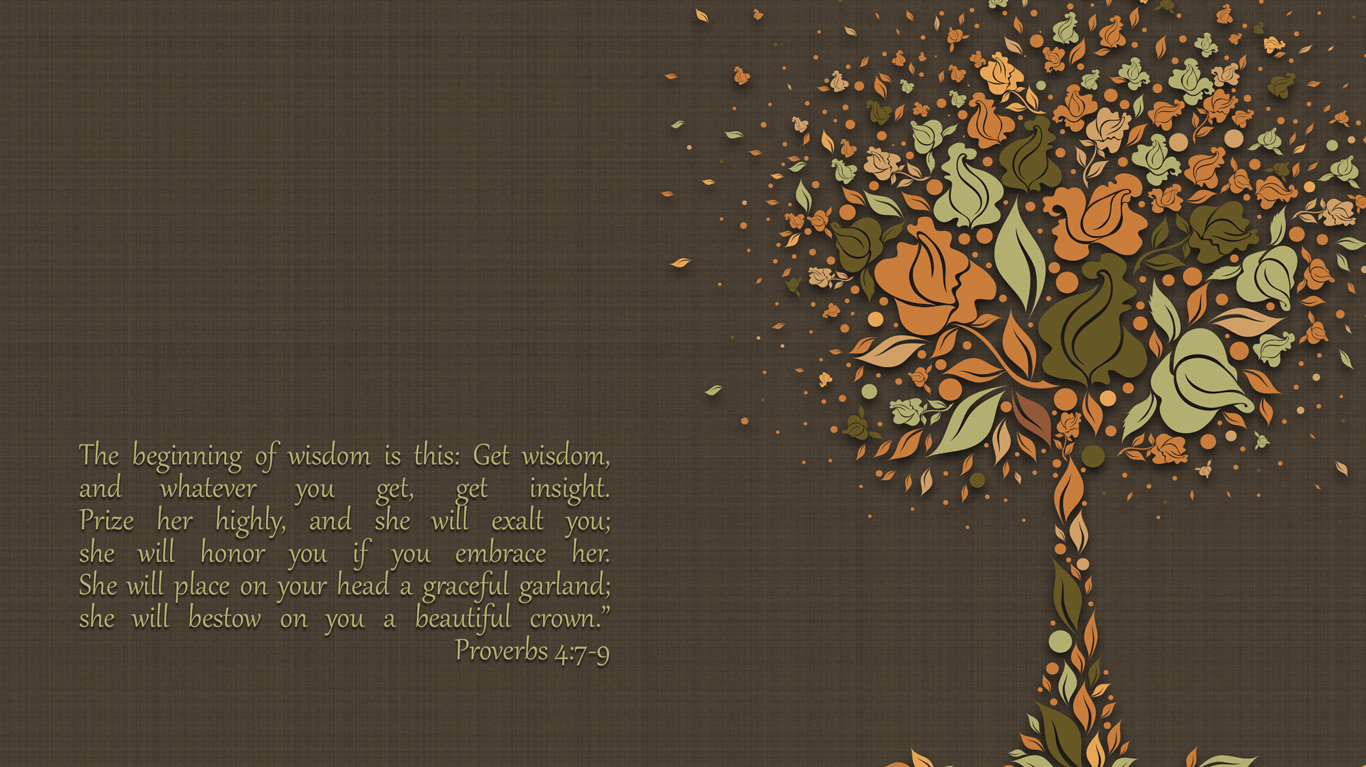 The beginning of wisdom is this: Get wisdom,
and whatever you get, get insight.
Prize her highly, and she will exalt you;
she will honor you if you embrace her.
She will place on your head a graceful garland;
she will bestow on you a beautiful crown.”
Proverbs 4:7-9